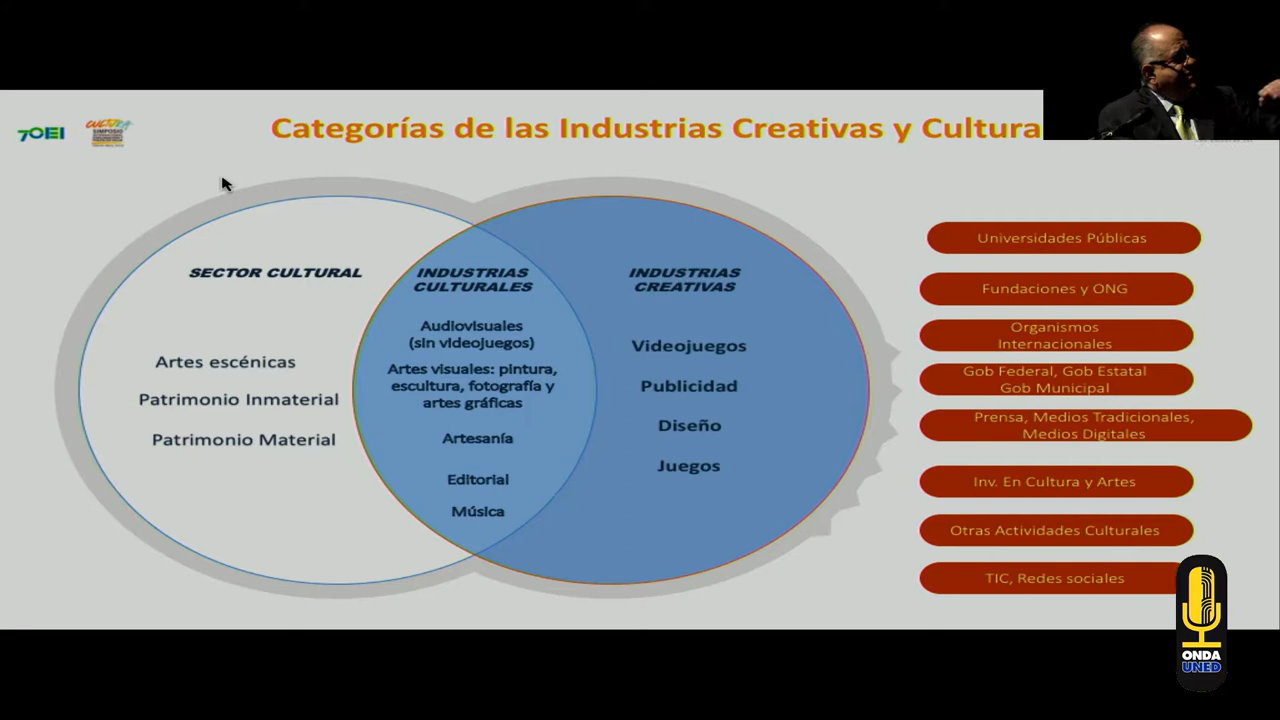 7OEI
CULTURA
SIMPOSIO
Categorías de las Industrias Creativas y Cultura
SECTOR CULTURAL
Artes escénicas
Patrimonio Inmaterial
Patrimonio Material
INDUSTRIAS
CULTURALES
Audiovisuales
(sin videojuegos)
Artes visuales: pintura,
escultura, fotografía y
artes gráficas
Artesanía
Editorial
Música
INDUSTRIAS
CREATIVAS
Videojuegos
Publicidad
Diseño
Juegos
Universidades Públicas
Fundaciones y ONG
Organismos
Internacionales
Gob Federal, Gob Estatal
Gob Municipal
Prensa, Medios Tradicionales,
Medios Digitales
Inv. En Cultura y Artes
Otras Actividades Culturales
TIC, Redes sociales
ONDA
UNED